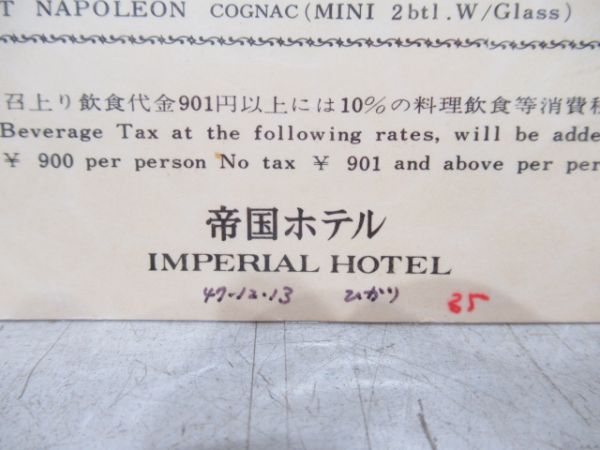 T NAPOLEON COGNAC (MINI 2btl. W/Glass)
召上り飲食代金901円以上には10%の料理飲食等消費税
Beverage Tax at the following rates, will be adde
¥ 900 per person No tax ¥ 901 and above per per
帝国ホテル
IMPERIAL HOTEL
47.12.13 ひかり 35